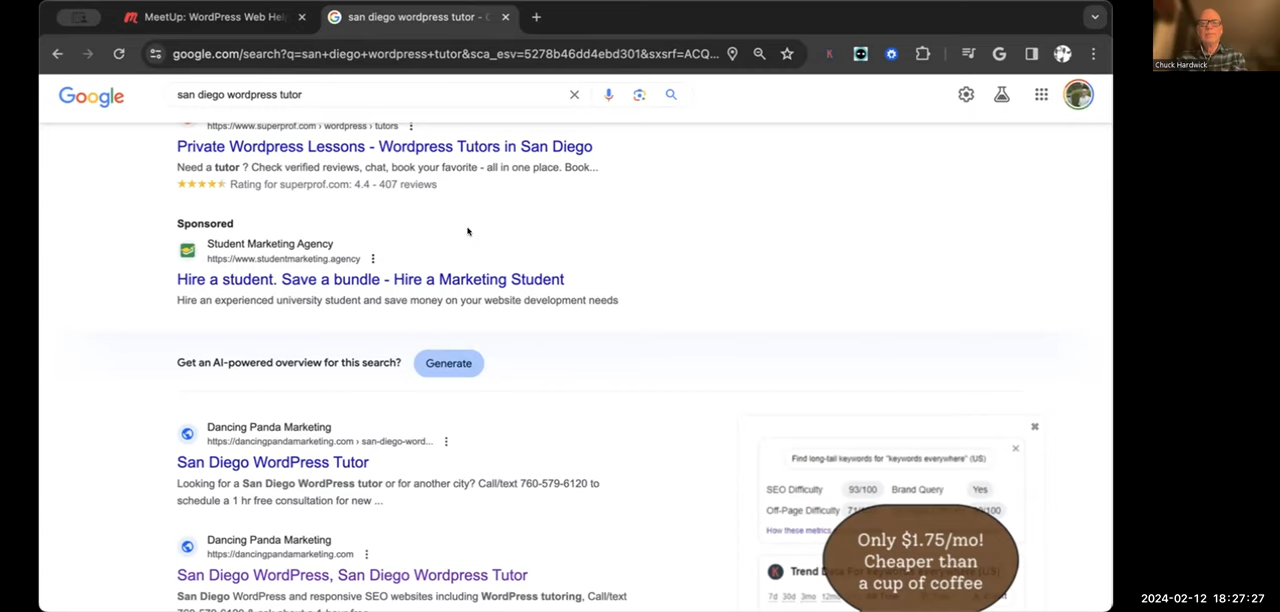 MeetUp: WordPress Web Hel
san diego wordpress tutor -
google.com/search?q=san+diego+wordpress+tutor&sca_esv=5278b46dd4ebd301&sxsrf=ACQ...
Chuck Hardwick
Google
san diego wordpress tutor
https://www.superprof.com › wordpress › tutors
Private Wordpress Lessons - Wordpress Tutors in San Diego
Need a tutor ? Check verified reviews, chat, book your favorite - all in one place. Book...
Rating for superprof.com: 4.4 - 407 reviews
Sponsored
Student Marketing Agency
https://www.studentmarketing.agency
Hire a student. Save a bundle - Hire a Marketing Student
Hire an experienced university student and save money on your website development needs
Get an AI-powered overview for this search?
Generate
Dancing Panda Marketing
https://dancingpandamarketing.com › san-diego-word...
San Diego WordPress Tutor
Looking for a San Diego WordPress tutor or for another city? Call/text 760-579-6120 to
schedule a 1 hr free consultation for new ...
Dancing Panda Marketing
https://dancingpandamarketing.com
San Diego WordPress, San Diego WordPress Tutor
San Diego WordPress and responsive SEO websites including WordPress tutoring, Call/text
Find long-tail keywords for "keywords everywhere" (US)
SEO Difficulty 93/100 Brand Query Yes
Off-Page Difficulty /100
How these metrics
Only $1.75/mo!
Cheaper than
a cup of coffee
Trend Da
7d 30d 3mo 12mo
2024-02-12 18:27:27